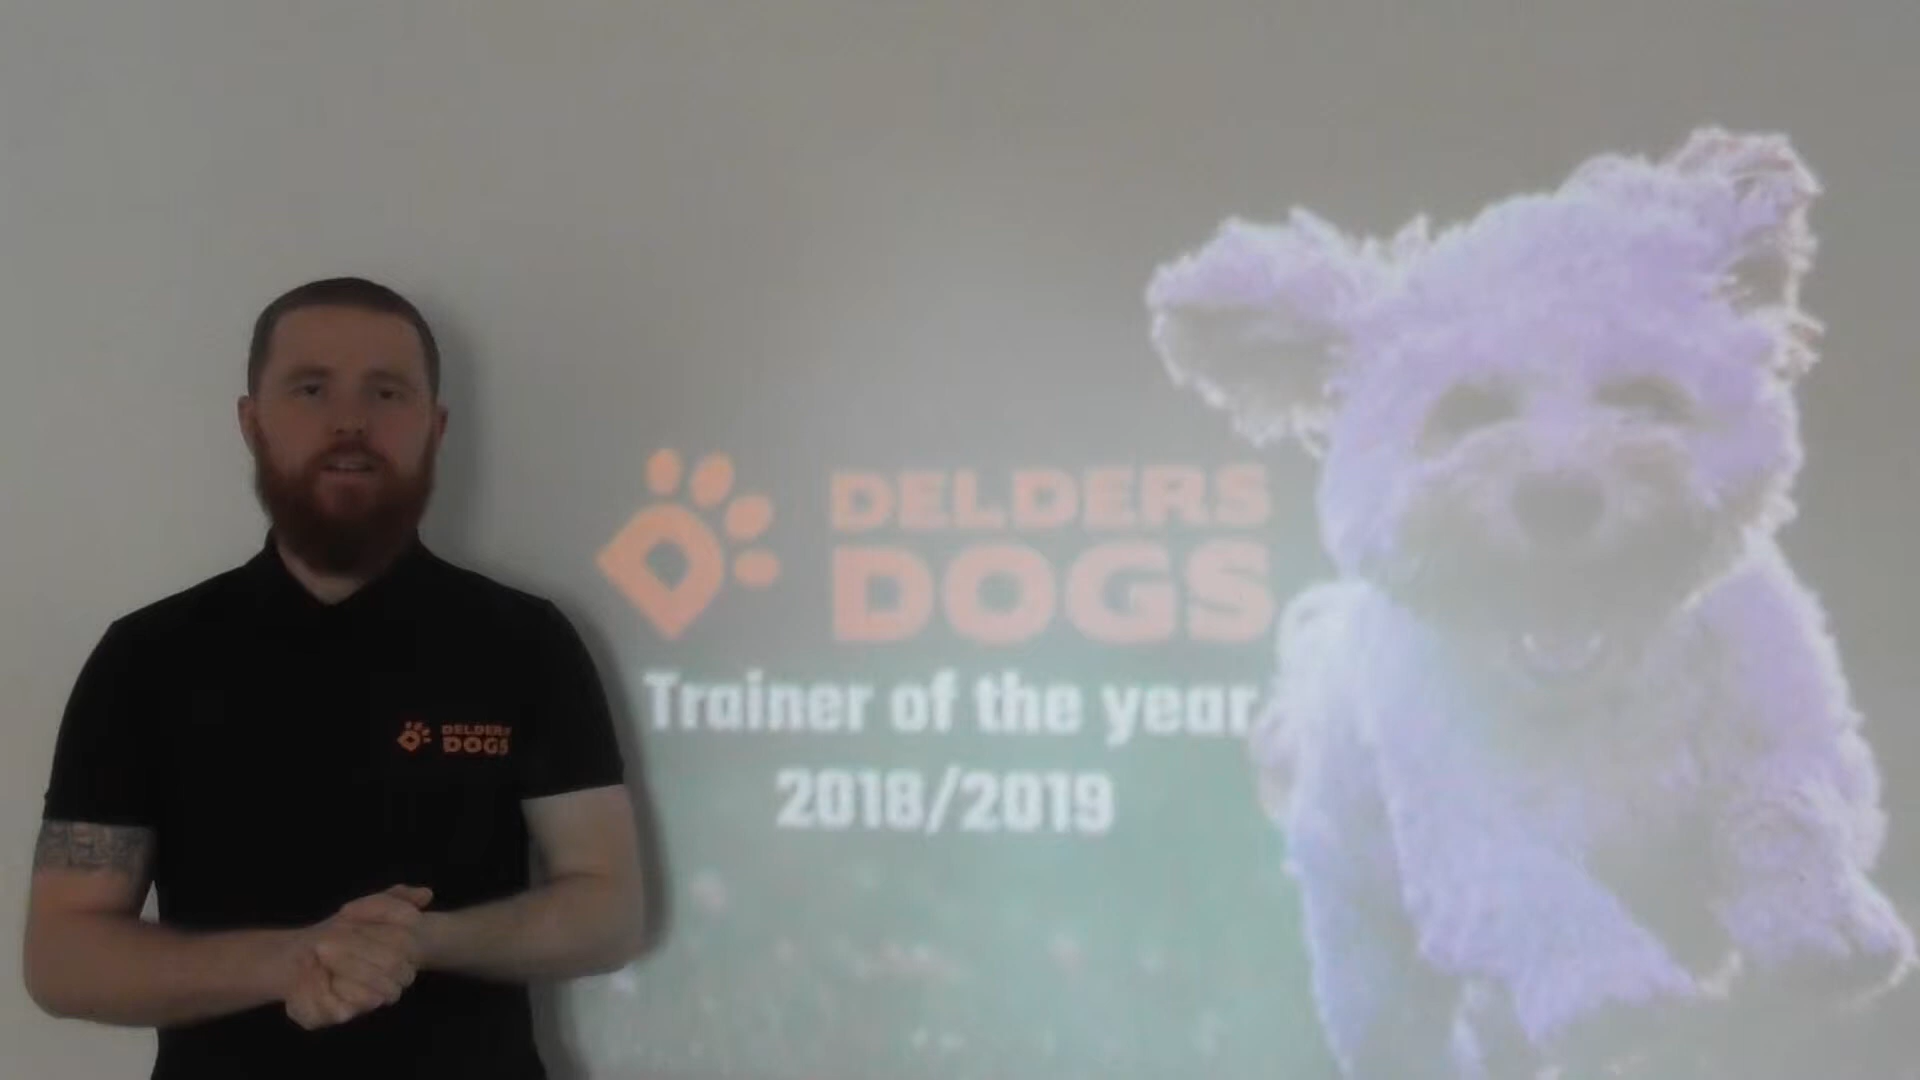 DELDERS
DOGS
Trainer of the year
2018/2019
DELDERS
DOGS